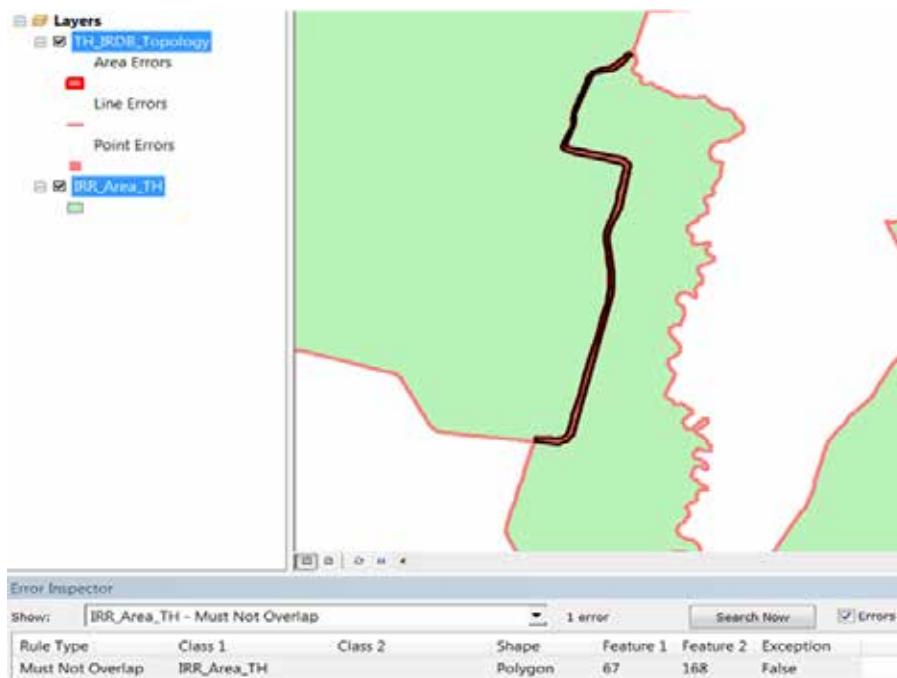 Layers
TH_IRDB_Topology
Area Errors
Line Errors
Point Errors
IRR_Area_TH
Error Inspector
Show: IRR_Area_TH - Must Not Overlap 1 error Search Now Errors
Rule Type Class 1 Class 2 Shape Feature 1 Feature 2 Exception
Must Not Overlap IRR_Area_TH Polygon 67 168 False